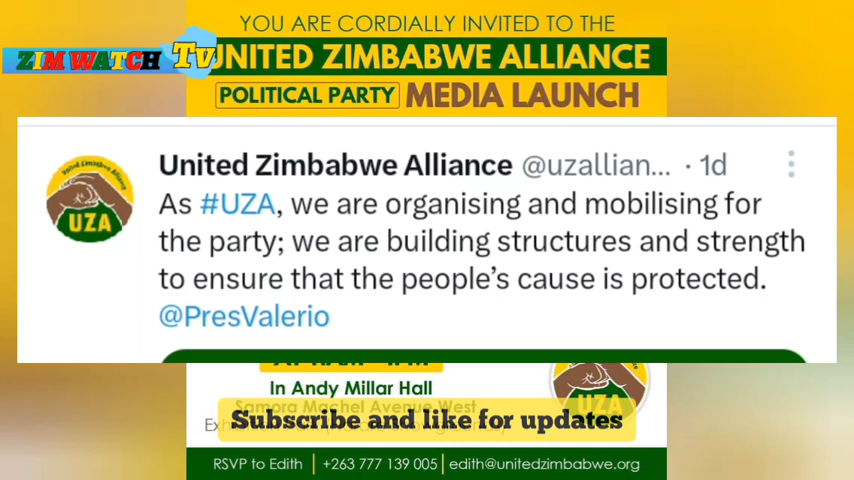 YOU ARE CORDIALLY INVITED TO THE
ZIM WATCH Tv
UNITED ZIMBABWE ALLIANCE
POLITICAL PARTY MEDIA LAUNCH
United Zimbabwe Alliance
UZA
United Zimbabwe Alliance @uzallian... · 1d
As #UZA, we are organising and mobilising for
the party; we are building structures and strength
to ensure that the people's cause is protected.
@PresValerio
In Andy Millar Hall
Samora Machel Avenue West
UZA
Subscribe and like for updates
RSVP to Edith | +263 777 139 005 | edith@unitedzimbabwe.org